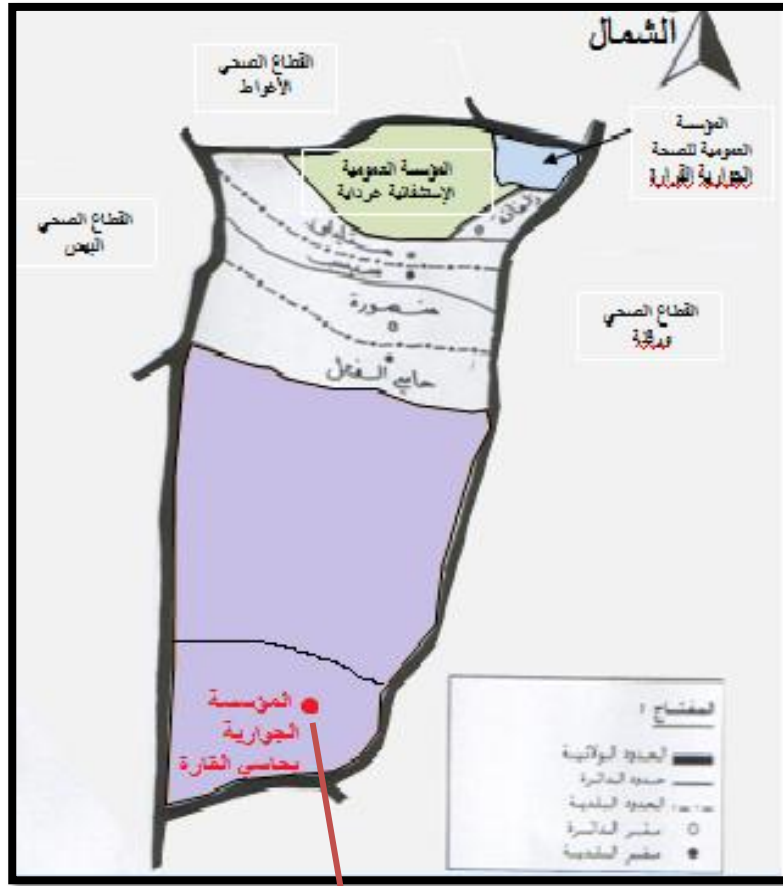 الشمال
القطاع الصحي
الأغواط
المؤسسة
العمومية للصحة
الجوارية القرارة
المؤسسة العمومية
الإستشفائية غرداية
القطاع الصحي
البيض
القطاع الصحي
ورقلة
منصورة
حاسي الفحل
المؤسسة
الجوارية
بحاسي القارة
المفتاح :
الحدود الولائية
حدود الدائرة
الحدود البلدية
مقر الدائرة
مقر البلدية